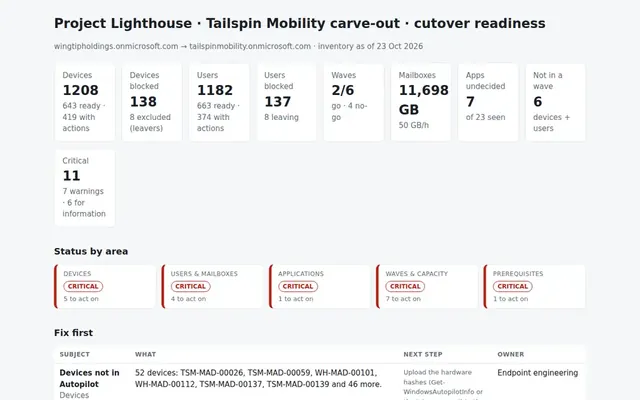 Project Lighthouse · Tailspin Mobility carve-out · cutover readiness
wingtipholdings.onmicrosoft.com → tailspinmobility.onmicrosoft.com · inventory as of 23 Oct 2026
Devices
1208
643 ready ·
419 with
actions
Devices
blocked
138
8 excluded
(leavers)
Users
1182
663 ready ·
374 with
actions
Users
blocked
137
8 leaving
Waves
2/6
go · 4 no-
go
Mailboxes
11,698
GB
50 GB/h
Apps
undecided
7
of 23 seen
Not in a
wave
6
devices +
users
Critical
11
7 warnings
· 6 for
information
Status by area
DEVICES
CRITICAL
5 to act on
USERS & MAILBOXES
CRITICAL
4 to act on
APPLICATIONS
CRITICAL
1 to act on
WAVES & CAPACITY
CRITICAL
7 to act on
PREREQUISITES
CRITICAL
1 to act on
Fix first
SUBJECT WHAT NEXT STEP OWNER
Devices not in
Autopilot
Devices
52 devices: TSM-MAD-00026, TSM-MAD-00059, WH-MAD-00101,
WH-MAD-00112, TSM-MAD-00137, TSM-MAD-00139 and 46 more.
Upload the hardware
hashes (Get-
WindowsAutopilotInfo or
Endpoint engineering